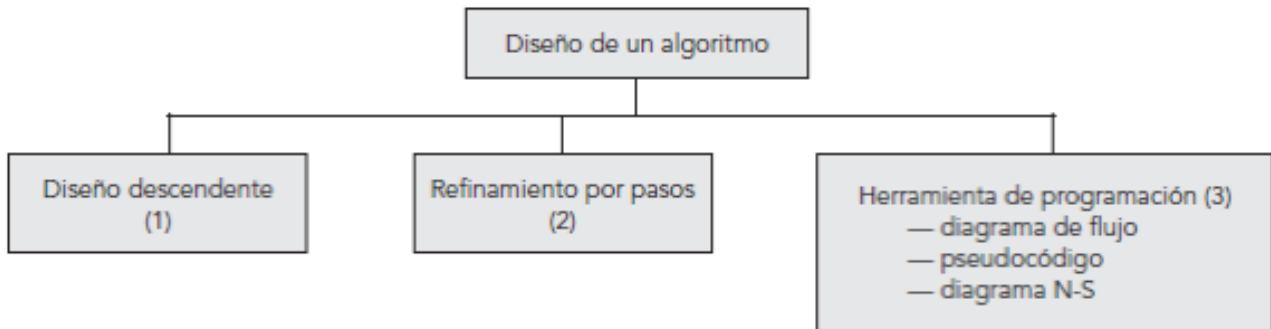 Diseño de un algoritmo
Diseño descendente
(1)
Refinamiento por pasos
(2)
Herramienta de programación (3)
— diagrama de flujo
— pseudocódigo
— diagrama N-S